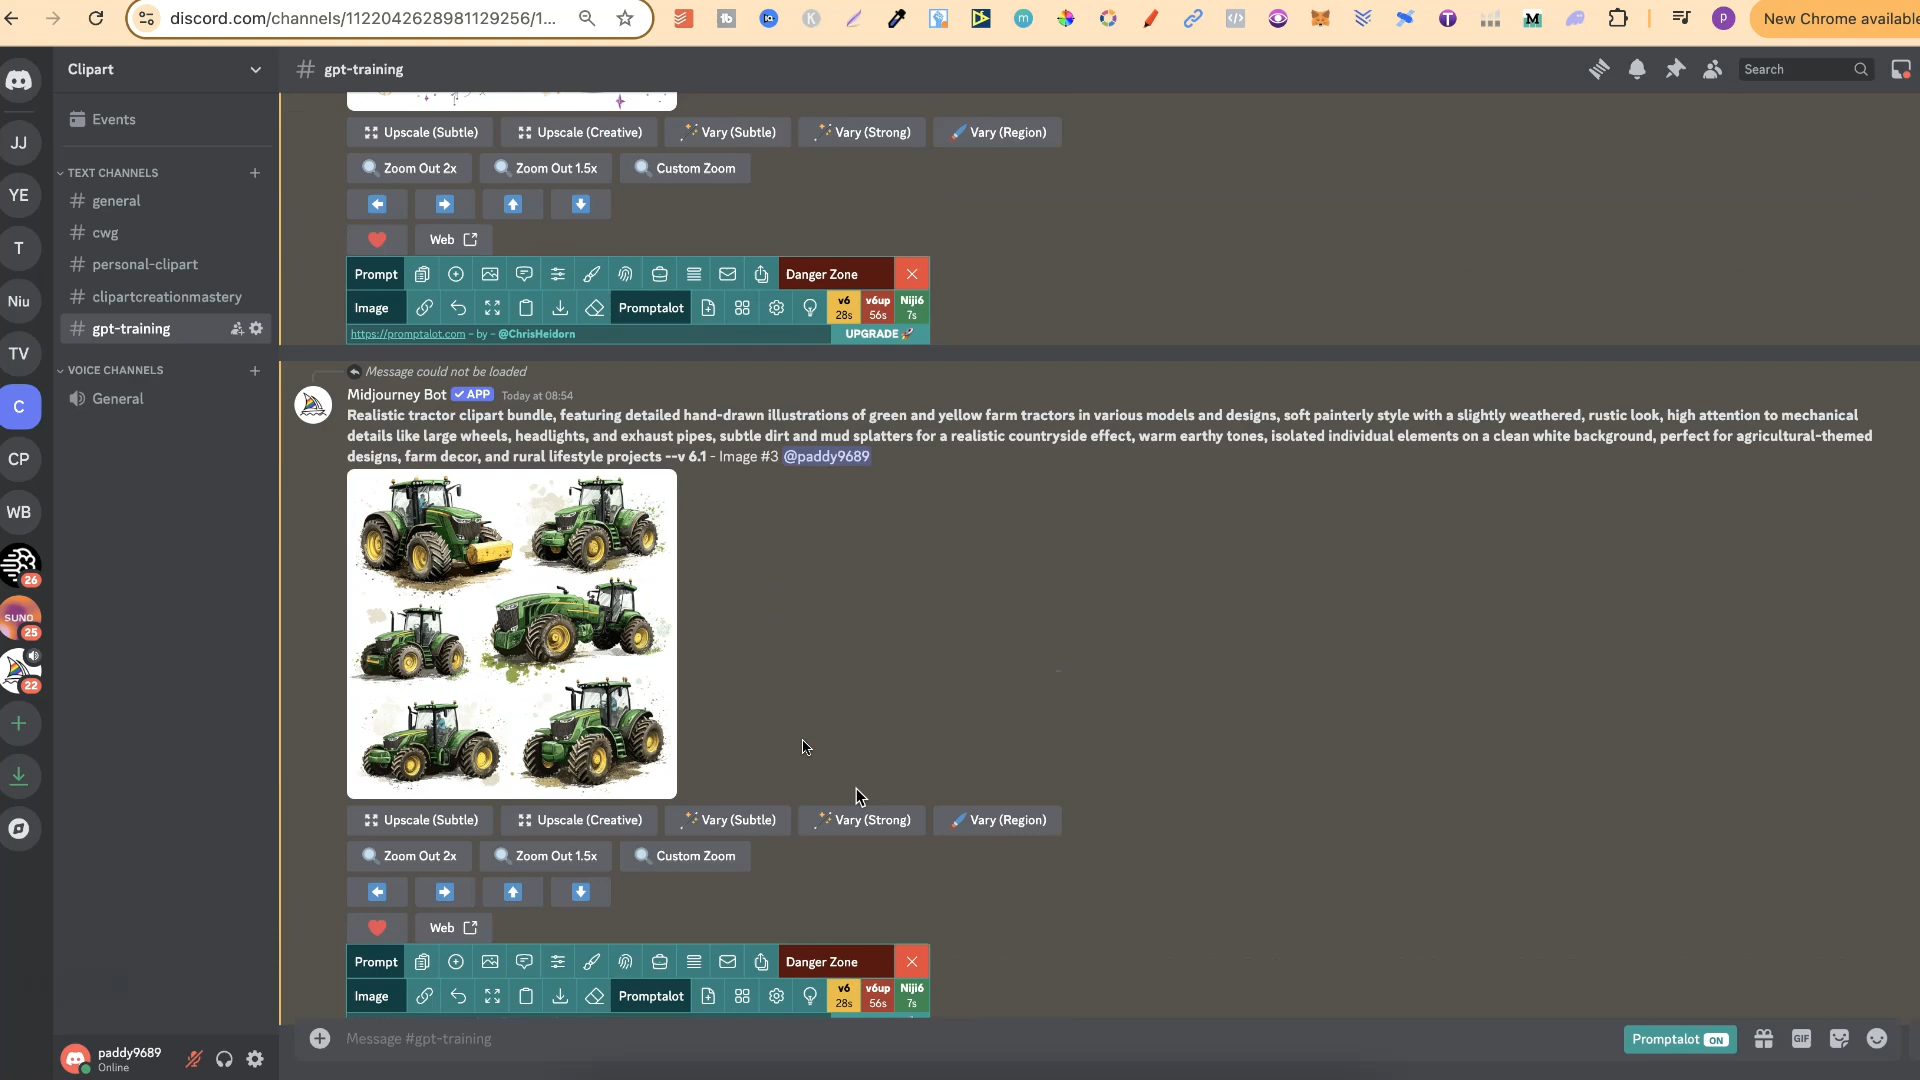 discord.com/channels/1122042628981129256/1...
New Chrome available
Clipart
gpt-training
Search
Events
TEXT CHANNELS
general
cwg
personal-clipart
clipartcreationmastery
gpt-training
VOICE CHANNELS
General
JJ
YE
T
Niu
TV
C
CP
WB
26
SUNO
25
22
Upscale (Subtle) Upscale (Creative) Vary (Subtle) Vary (Strong) Vary (Region)
Zoom Out 2x Zoom Out 1.5x Custom Zoom
Web
Prompt Danger Zone
Image Promptalot v6 28s v6up 56s Niji6 7s
https://promptalot.com – by – @ChrisHeidorn UPGRADE
Message could not be loaded
Midjourney Bot APP Today at 08:54
Realistic tractor clipart bundle, featuring detailed hand-drawn illustrations of green and yellow farm tractors in various models and designs, soft painterly style with a slightly weathered, rustic look, high attention to mechanical
details like large wheels, headlights, and exhaust pipes, subtle dirt and mud splatters for a realistic countryside effect, warm earthy tones, isolated individual elements on a clean white background, perfect for agricultural-themed
designs, farm decor, and rural lifestyle projects --v 6.1 - Image #3 @paddy9689
Upscale (Subtle) Upscale (Creative) Vary (Subtle) Vary (Strong) Vary (Region)
Zoom Out 2x Zoom Out 1.5x Custom Zoom
Web
Prompt Danger Zone
Image Promptalot v6 28s v6up 56s Niji6 7s
Message #gpt-training
Promptalot ON
GIF
paddy9689
Online